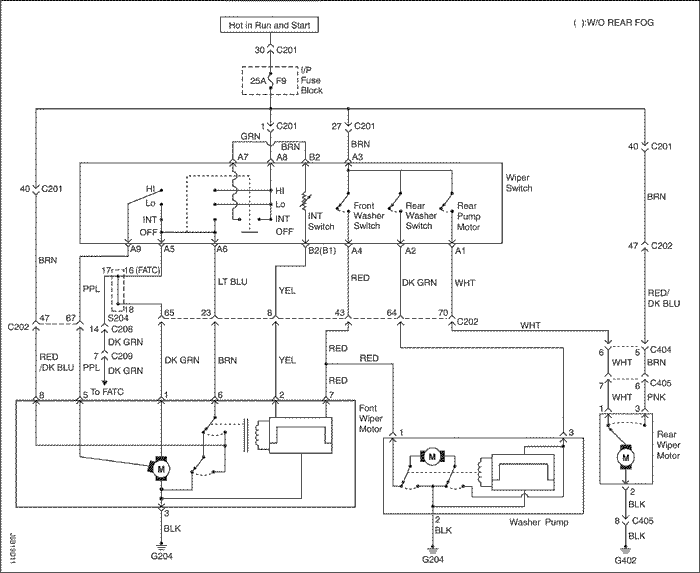 Hot in Run and Start
( ):W/O REAR FOG
30 C201
25A F9
I/P
Fuse
Block
1 C201
27 C201
GRN
BRN
BRN
40 C201
A7 A8 B2 A3
Wiper
Switch
40 C201
HI
Lo
INT
OFF
HI
Lo
INT
OFF
INT
Switch
Front
Washer
Switch
Rear
Washer
Switch
Rear
Pump
Motor
BRN
47 C202
A9 A5 A6 B2(B1) A4 A2 A1
BRN
PPL
17 16 (FATC)
18
S204
LT BLU
YEL
RED
DK GRN
WHT
RED/
DK BLU
C202 47 67 65 23 8 43 64 70 C202
14 C208
DK GRN
7 C209
PPL DK GRN
To FATC
RED
/DK BLU
DK GRN
BRN
YEL
RED
RED
RED
WHT
6 5 C404
WHT BRN
7 6 C405
WHT PNK
8 5 1 6 2 7
Font
Wiper
Motor
M
1 3
M
1 3
Rear
Wiper
Motor
M
3
BLK
G204
2
BLK
Washer Pump
G204
2
BLK
8 C405
BLK
G402